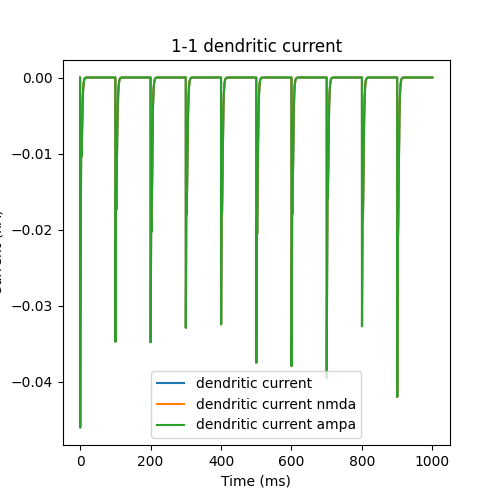 1-1 dendritic current
0.00
−0.01
−0.02
−0.03
−0.04
dendritic current
dendritic current nmda
dendritic current ampa
0 200 400 600 800 1000
Time (ms)